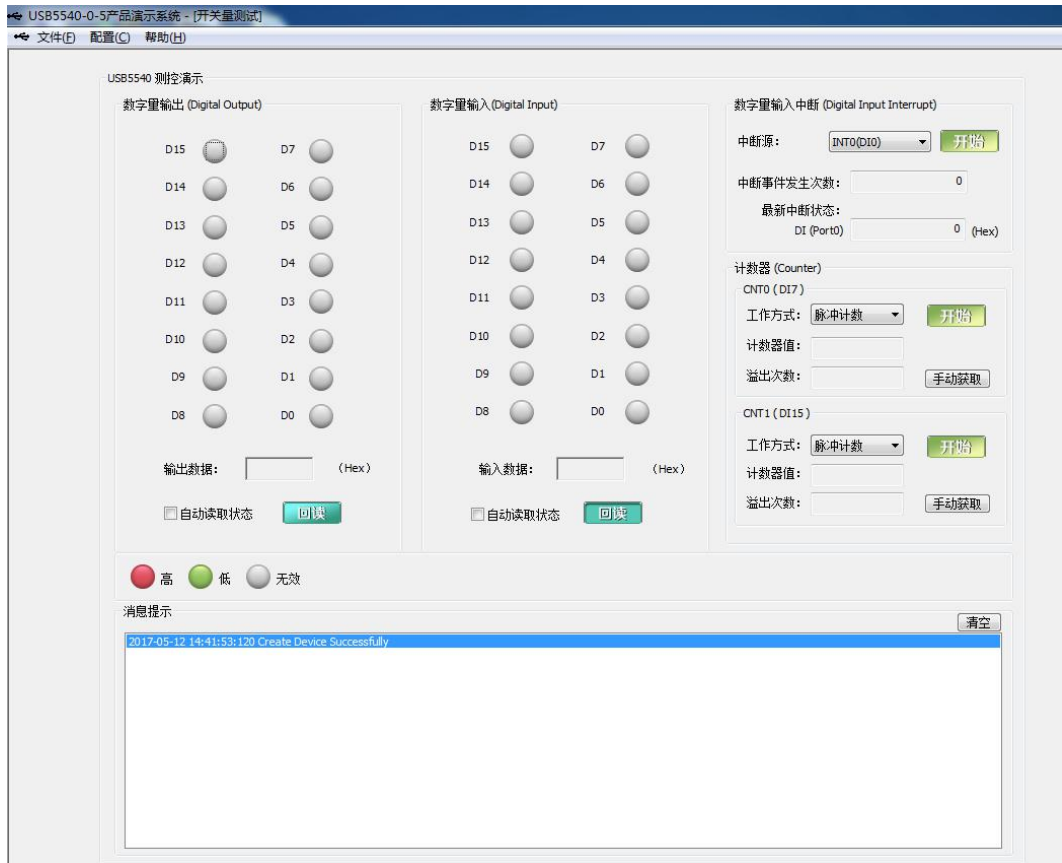 USB5540-0-5产品演示系统 - [开关量测试]
文件(F) 配置(C) 帮助(H)
USB5540 测控演示
数字量输出 (Digital Output)
D15 D7
D14 D6
D13 D5
D12 D4
D11 D3
D10 D2
D9 D1
D8 D0
输出数据: (Hex)
自动读取状态 回读
数字量输入(Digital Input)
D15 D7
D14 D6
D13 D5
D12 D4
D11 D3
D10 D2
D9 D1
D8 D0
输入数据: (Hex)
自动读取状态 回读
数字量输入中断 (Digital Input Interrupt)
中断源: INT0(DI0) 开始
中断事件发生次数: 0
最新中断状态:
DI (Port0) 0 (Hex)
计数器 (Counter)
CNT0 ( DI7 )
工作方式: 脉冲计数 开始
计数器值:
溢出次数: 手动获取
CNT1 ( DI15 )
工作方式: 脉冲计数 开始
计数器值:
溢出次数: 手动获取
高 低 无效
消息提示
清空
2017-05-12 14:41:53:120 Create Device Successfully